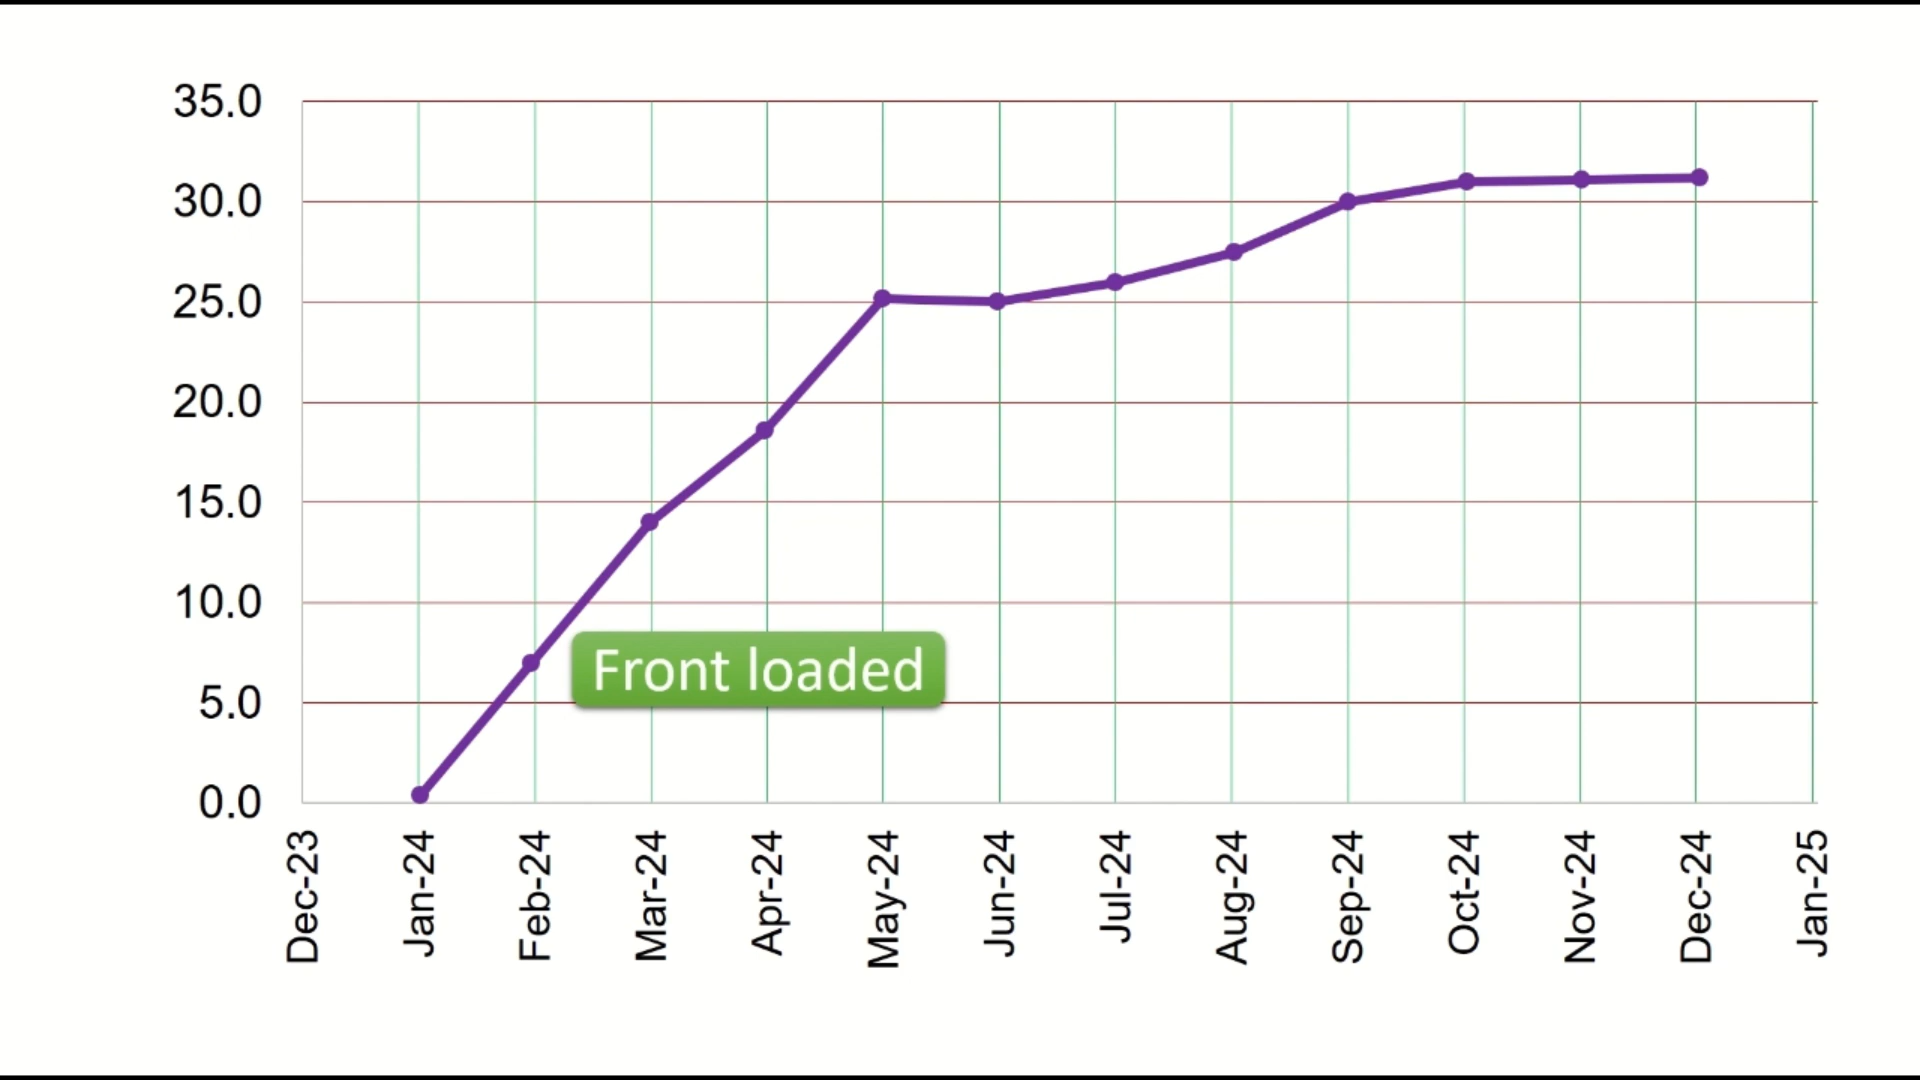 35.0
30.0
25.0
20.0
15.0
10.0
5.0
0.0
Front loaded
Dec-23
Jan-24
Feb-24
Mar-24
Apr-24
May-24
Jun-24
Jul-24
Aug-24
Sep-24
Oct-24
Nov-24
Dec-24
Jan-25